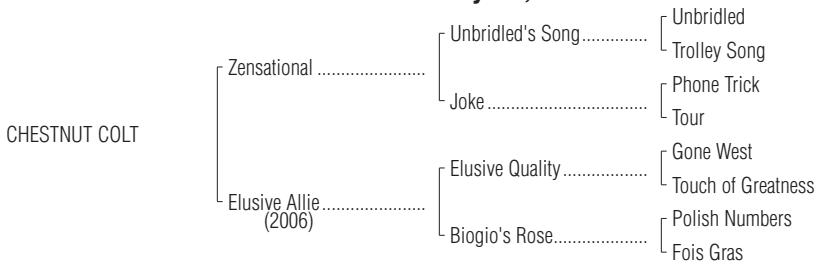 Unbridled
Unbridled's Song..............
Trolley Song
Zensational .......................
Phone Trick
Joke..................................
Tour
CHESTNUT COLT
Gone West
Elusive Quality..................
Touch of Greatness
Elusive Allie......................
(2006)
Polish Numbers
Biogio's Rose....................
Fois Gras